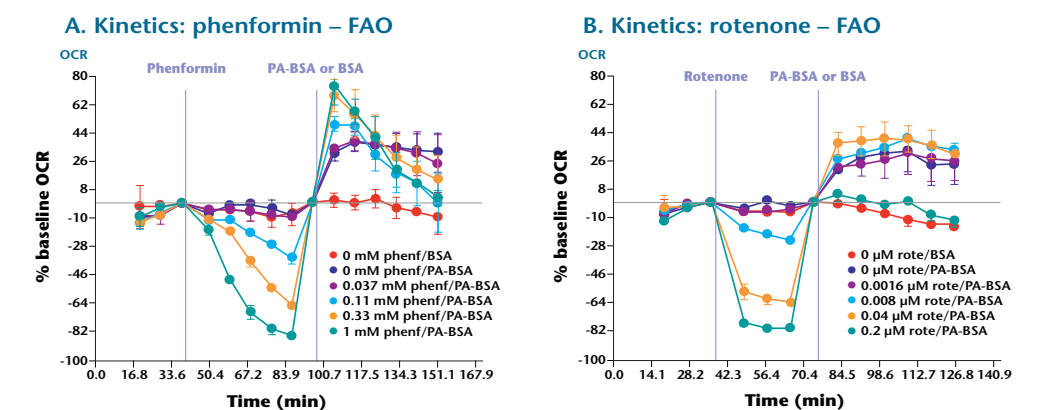 A. Kinetics: phenformin – FAO
OCR
Phenformin PA-BSA or BSA
80
62
44
26
8
-10
-28
-46
-64
-82
-100
% baseline OCR
0 mM phenf/BSA
0 mM phenf/PA-BSA
0.037 mM phenf/PA-BSA
0.11 mM phenf/PA-BSA
0.33 mM phenf/PA-BSA
1 mM phenf/PA-BSA
0.0 16.8 33.6 50.4 67.2 83.9 100.7 117.5 134.3 151.1 167.9
Time (min)
B. Kinetics: rotenone – FAO
OCR
Rotenone PA-BSA or BSA
80
62
44
26
8
-10
-28
-46
-64
-82
-100
% baseline OCR
0 µM rote/BSA
0 µM rote/PA-BSA
0.0016 µM rote/PA-BSA
0.008 µM rote/PA-BSA
0.04 µM rote/PA-BSA
0.2 µM rote/PA-BSA
0.0 14.1 28.2 42.3 56.4 70.4 84.5 98.6 112.7 126.8 140.9
Time (min)